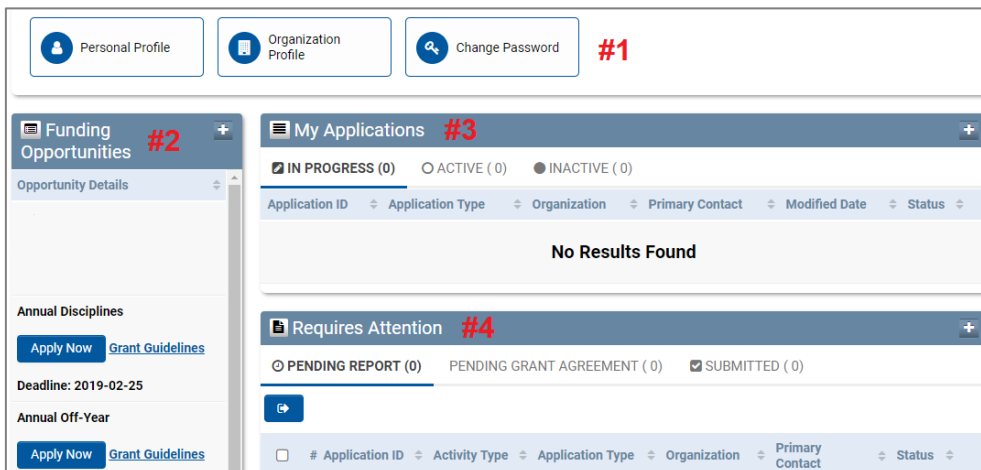 Personal Profile
Organization
Profile
Change Password
#1
Funding
Opportunities
#2
Opportunity Details
Annual Disciplines
Apply Now Grant Guidelines
Deadline: 2019-02-25
Annual Off-Year
Apply Now Grant Guidelines
My Applications #3
IN PROGRESS (0) ACTIVE ( 0) INACTIVE ( 0)
Application ID Application Type Organization Primary Contact Modified Date Status
No Results Found
Requires Attention #4
PENDING REPORT (0) PENDING GRANT AGREEMENT ( 0) SUBMITTED ( 0)
# Application ID Activity Type Application Type Organization Primary
Contact Status